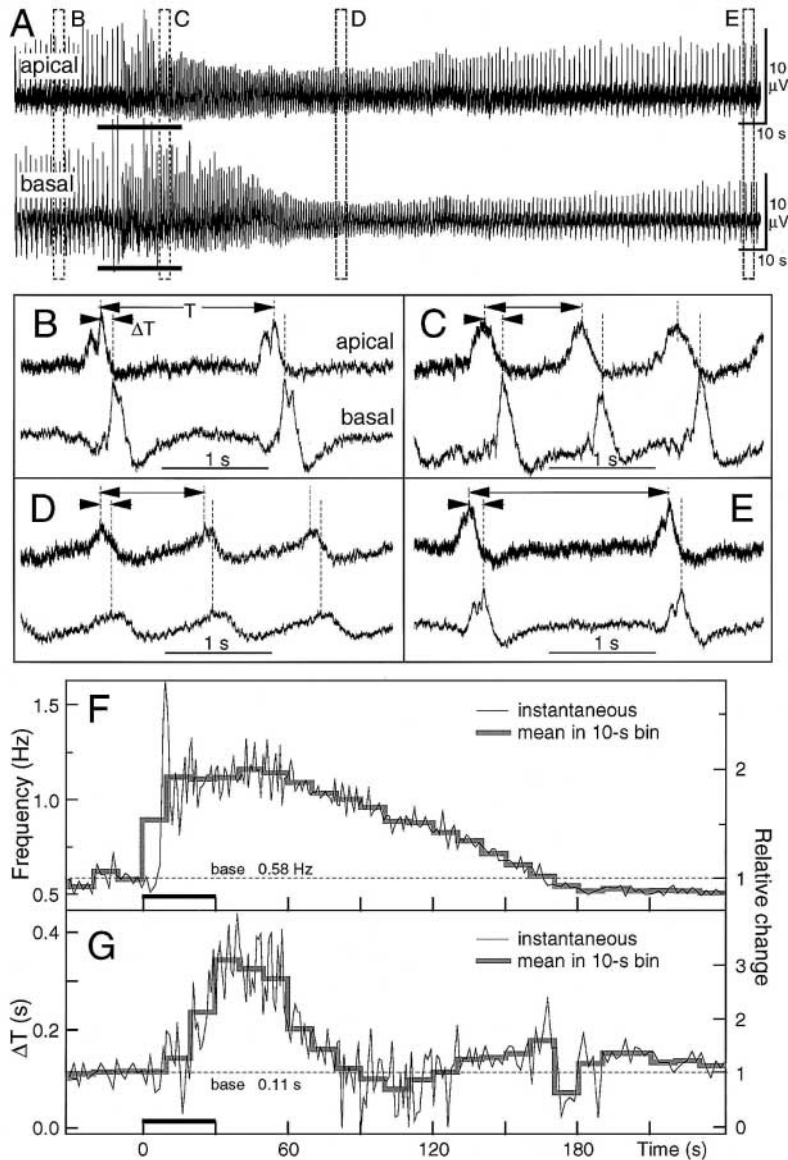 A B C D E
apical
10
μV
10 s
basal
10
μV
10 s
B T
ΔT
apical
basal
1 s
C
1 s
D
1 s
E
1 s
F
Frequency (Hz)
1.5
1.0
0.5
instantaneous
mean in 10-s bin
base 0.58 Hz
2
1
Relative change
G
ΔT (s)
0.4
0.2
0.0
instantaneous
mean in 10-s bin
base 0.11 s
3
2
1
0
0 60 120 180 Time (s)